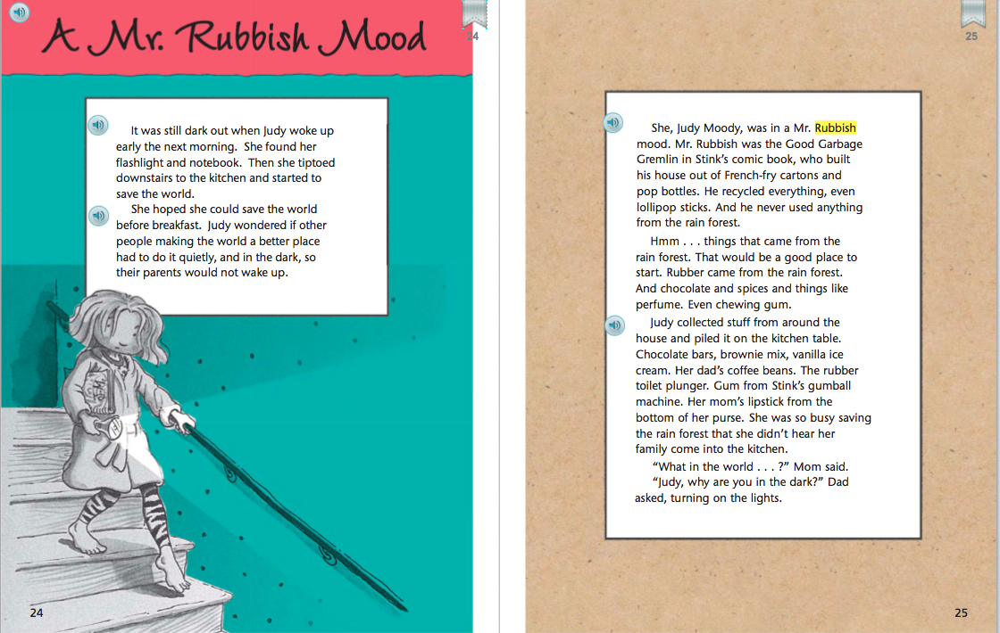 A Mr. Rubbish Mood
24
It was still dark out when Judy woke up
early the next morning. She found her
flashlight and notebook. Then she tiptoed
downstairs to the kitchen and started to
save the world.
She hoped she could save the world
before breakfast. Judy wondered if other
people making the world a better place
had to do it quietly, and in the dark, so
their parents would not wake up.
24
25
She, Judy Moody, was in a Mr. Rubbish
mood. Mr. Rubbish was the Good Garbage
Gremlin in Stink’s comic book, who built
his house out of French-fry cartons and
pop bottles. He recycled everything, even
lollipop sticks. And he never used anything
from the rain forest.
Hmm . . . things that came from the
rain forest. That would be a good place to
start. Rubber came from the rain forest.
And chocolate and spices and things like
perfume. Even chewing gum.
Judy collected stuff from around the
house and piled it on the kitchen table.
Chocolate bars, brownie mix, vanilla ice
cream. Her dad’s coffee beans. The rubber
toilet plunger. Gum from Stink’s gumball
machine. Her mom’s lipstick from the
bottom of her purse. She was so busy saving
the rain forest that she didn’t hear her
family come into the kitchen.
“What in the world . . . ?” Mom said.
“Judy, why are you in the dark?” Dad
asked, turning on the lights.
25